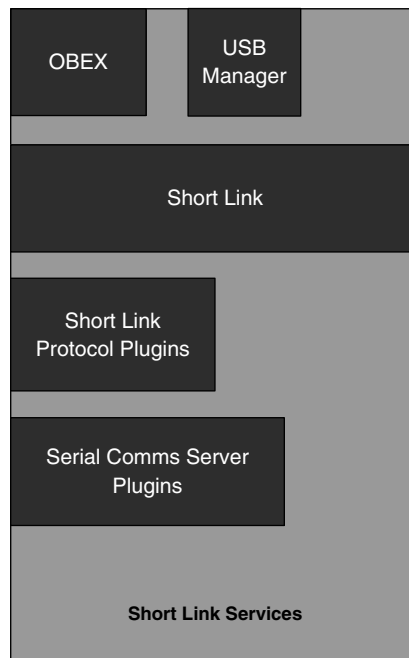 OBEX
USB
Manager
Short Link
Short Link
Protocol Plugins
Serial Comms Server
Plugins
Short Link Services